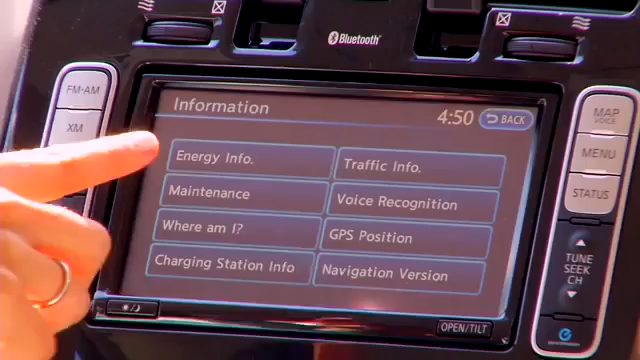 Bluetooth
FM-AM
XM
Information
4:50
BACK
MAP
VOICE
MENU
STATUS
Energy Info.
Traffic Info.
Maintenance
Voice Recognition
Where am I?
GPS Position
Charging Station Info
Navigation Version
TUNE
SEEK
CH
OPEN/TILT